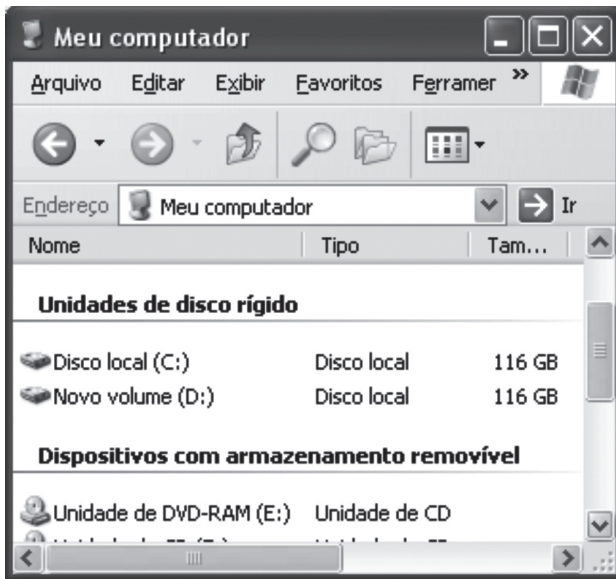 Meu computador
Arquivo Editar Exibir Favoritos Ferramer »
Endereço Meu computador Ir
Nome Tipo Tam...
Unidades de disco rígido
Disco local (C:) Disco local 116 GB
Novo volume (D:) Disco local 116 GB
Dispositivos com armazenamento removível
Unidade de DVD-RAM (E:) Unidade de CD